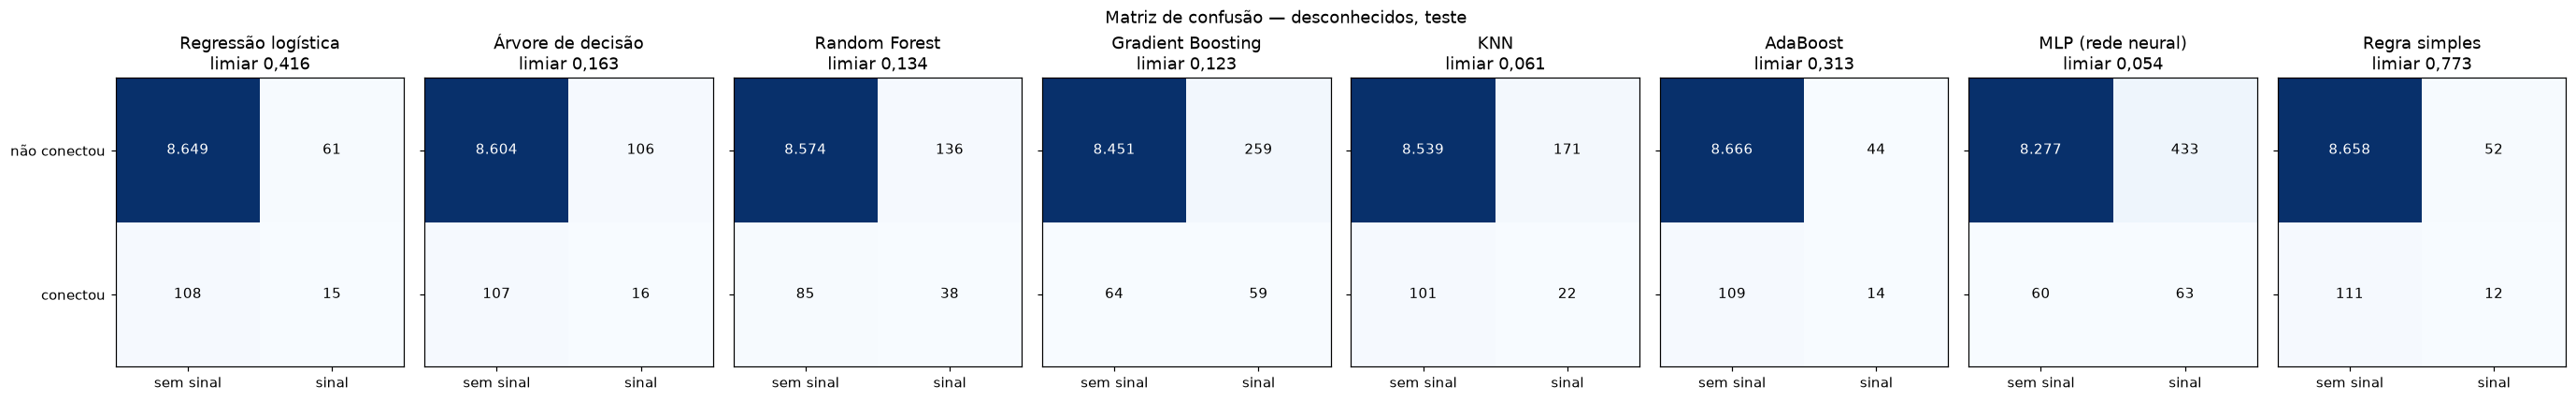 Matriz de confusão — desconhecidos, teste
Regressão logística
limiar 0,416
Árvore de decisão
limiar 0,163
Random Forest
limiar 0,134
Gradient Boosting
limiar 0,123
KNN
limiar 0,061
AdaBoost
limiar 0,313
MLP (rede neural)
limiar 0,054
Regra simples
limiar 0,773
não conectou
8.649 61
8.604 106
8.574 136
8.451 259
8.539 171
8.666 44
8.277 433
8.658 52
conectou
108 15
107 16
85 38
64 59
101 22
109 14
60 63
111 12
sem sinal sinal
sem sinal sinal
sem sinal sinal
sem sinal sinal
sem sinal sinal
sem sinal sinal
sem sinal sinal
sem sinal sinal